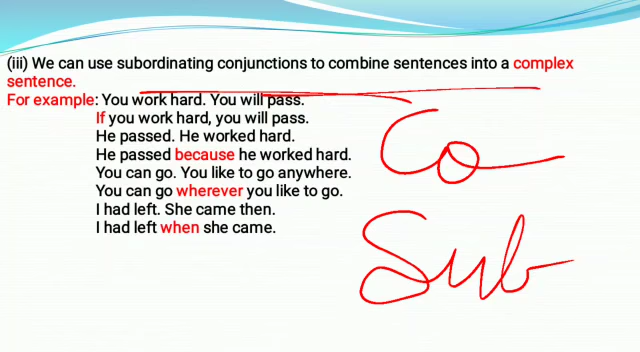 (iii) We can use subordinating conjunctions to combine sentences into a complex
sentence.
For example: You work hard. You will pass.
If you work hard, you will pass.
He passed. He worked hard.
He passed because he worked hard.
You can go. You like to go anywhere.
You can go wherever you like to go.
I had left. She came then.
I had left when she came.
Co
Sub